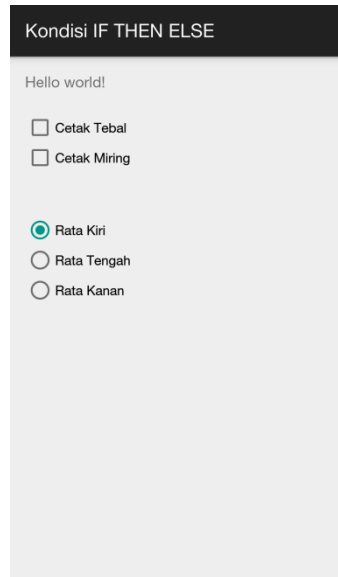 Kondisi IF THEN ELSE
Hello world!
Cetak Tebal
Cetak Miring
Rata Kiri
Rata Tengah
Rata Kanan